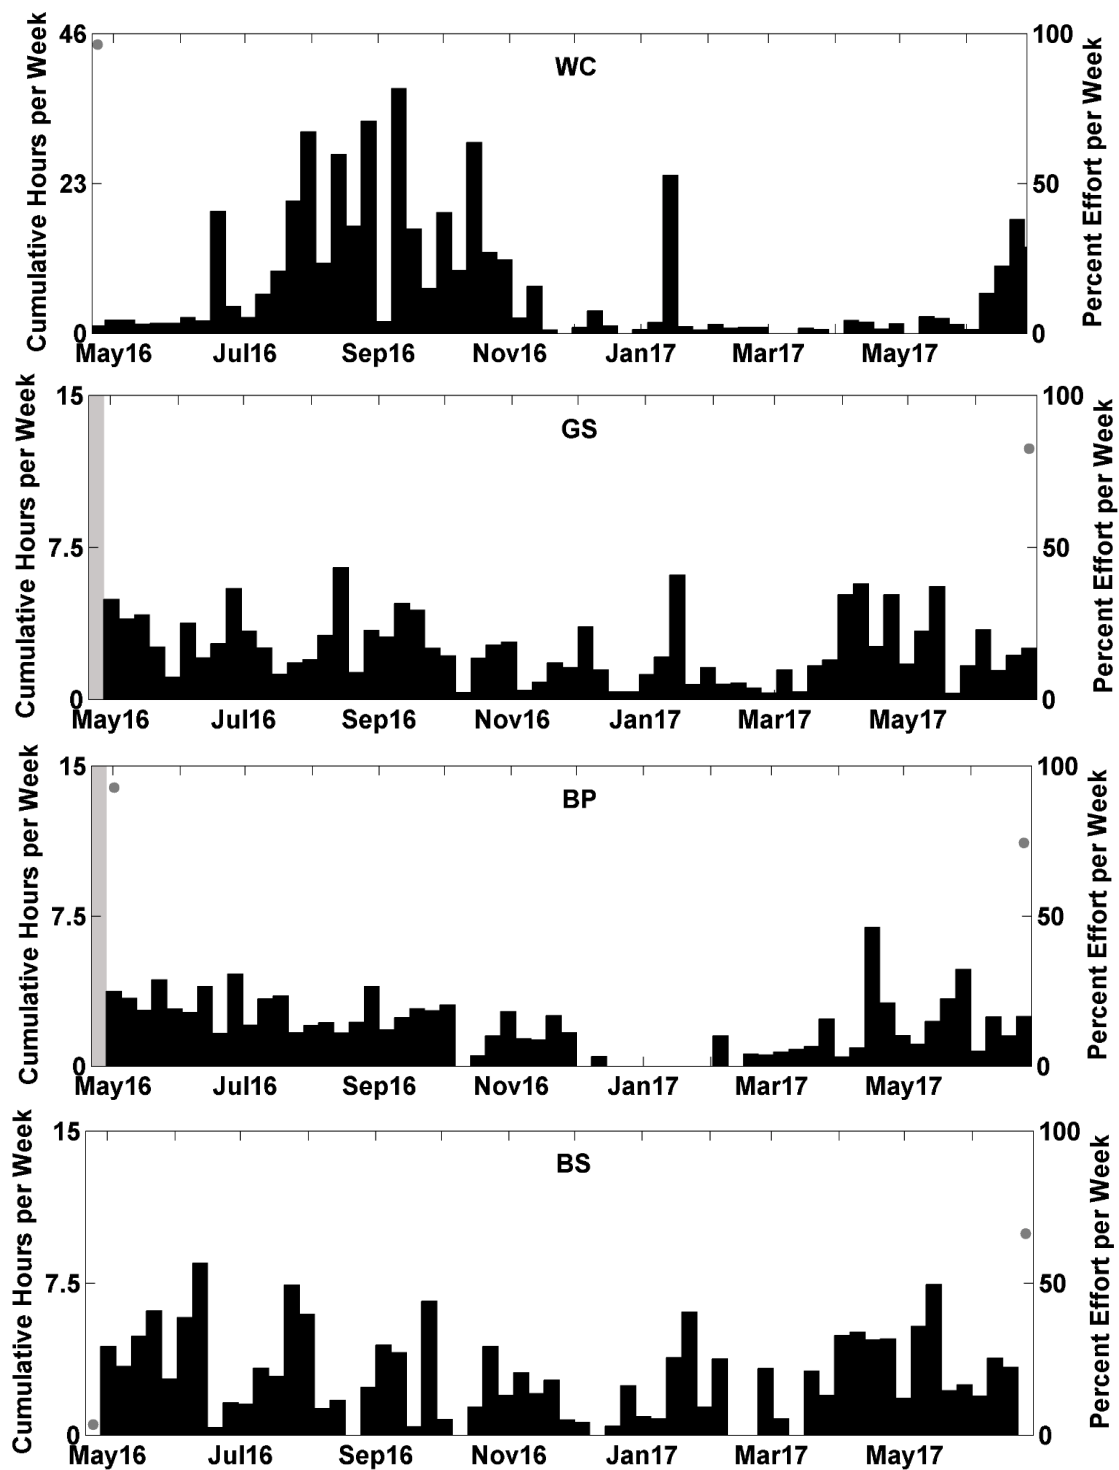 WC
Cumulative Hours per Week
46
23
0
Percent Effort per Week
100
50
0
May16 Jul16 Sep16 Nov16 Jan17 Mar17 May17
GS
Cumulative Hours per Week
15
7.5
0
Percent Effort per Week
100
50
0
May16 Jul16 Sep16 Nov16 Jan17 Mar17 May17
BP
Cumulative Hours per Week
15
7.5
0
Percent Effort per Week
100
50
0
May16 Jul16 Sep16 Nov16 Jan17 Mar17 May17
BS
Cumulative Hours per Week
15
7.5
0
Percent Effort per Week
100
50
0
May16 Jul16 Sep16 Nov16 Jan17 Mar17 May17